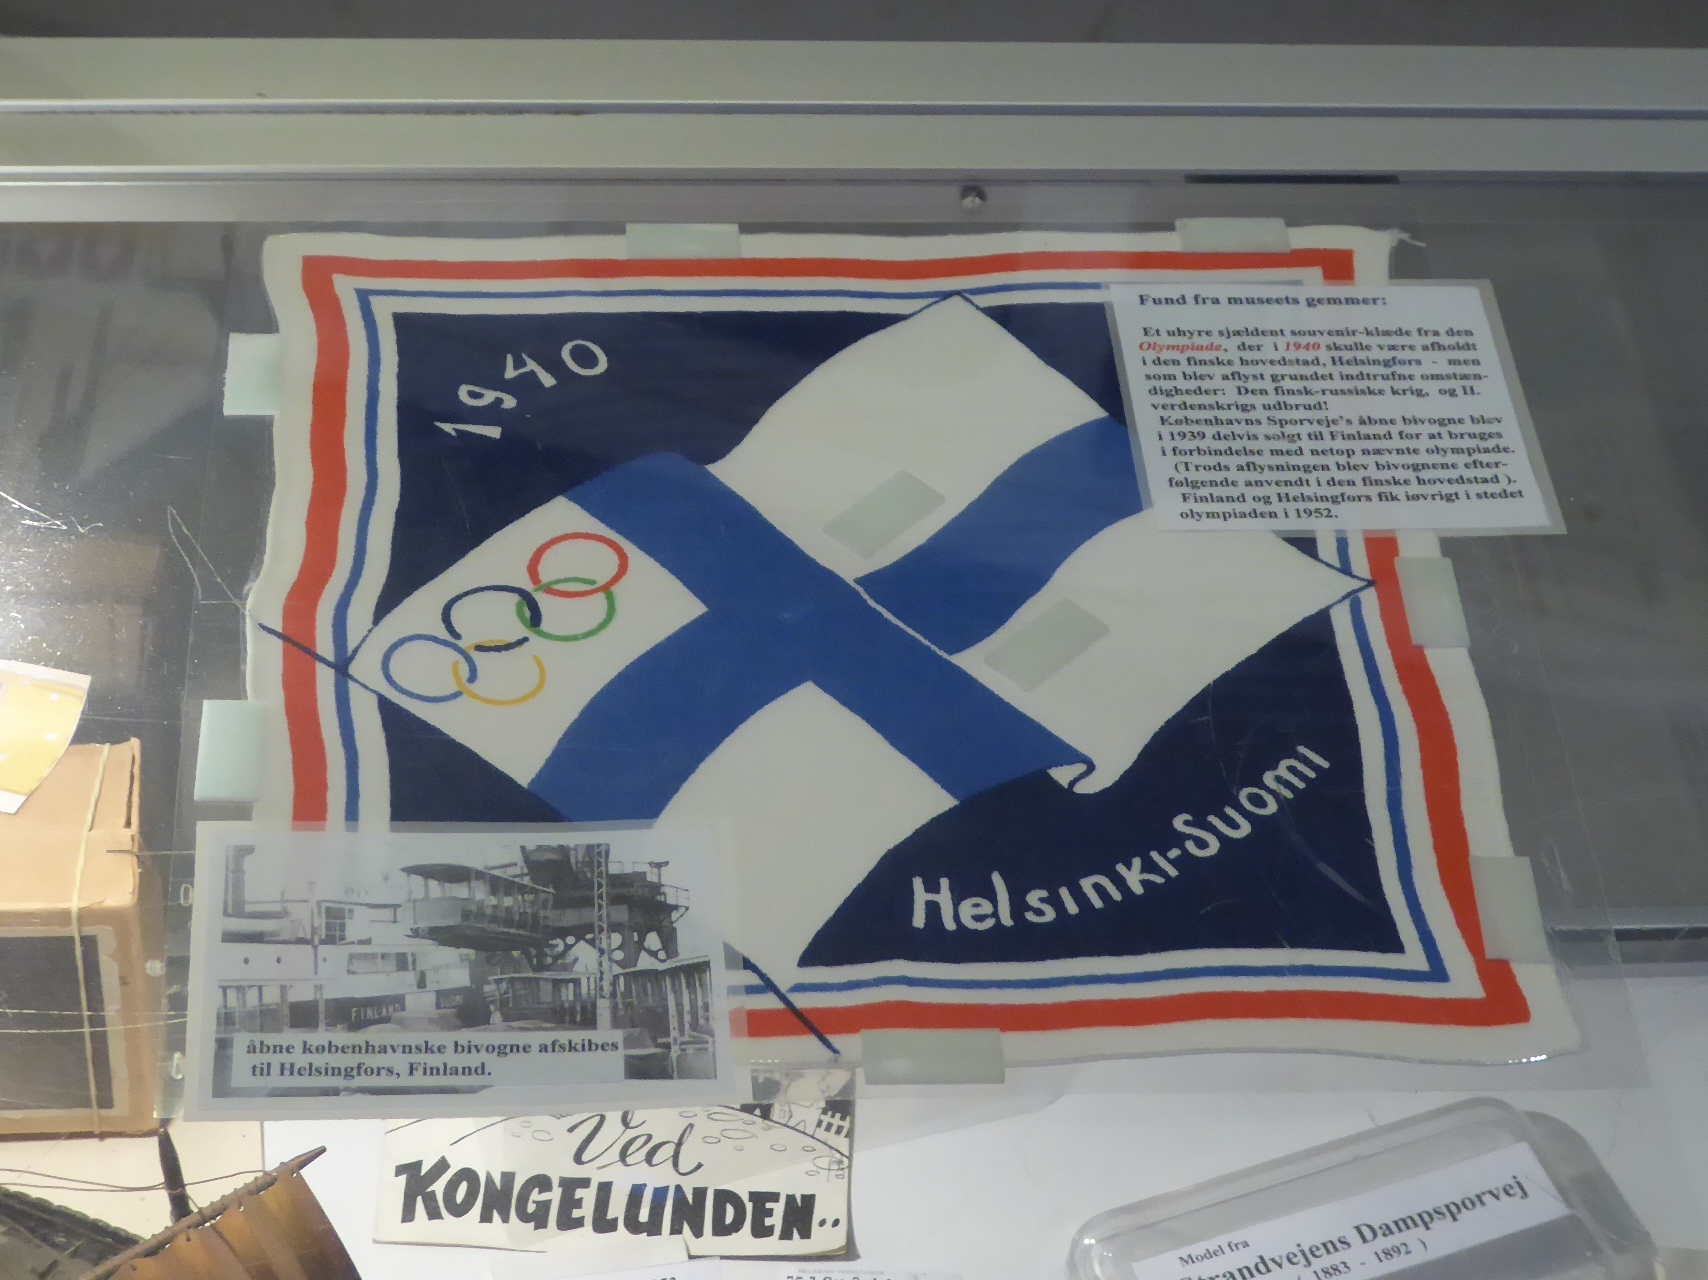 1940
Fund fra museets gemmer:
Et uhyre sjældent souvenir-klæde fra den
Olympiade, der i 1940 skulle være afholdt
i den finske hovedstad, Helsingfors - men
som blev aflyst grundet indtrufne omstæn-
digheder: Den finsk-russiske krig, og II.
verdenskrigs udbrud!
Københavns Sporveje's åbne bivogne blev
i 1939 delvis solgt til Finland for at bruges
i forbindelse med netop nævnte olympiade.
(Trods aflysningen blev bivognene efter-
følgende anvendt i den finske hovedstad ).
Finland og Helsingfors fik iøvrigt i stedet
olympiaden i 1952.
Helsinki-Suomi
FINLAND SUOMI
åbne københavnske bivogne afskibes
til Helsingfors, Finland.
Ved
KONGELUNDEN..
Model fra
Strandvejens Dampsporvej
( 1883 - 1892 )